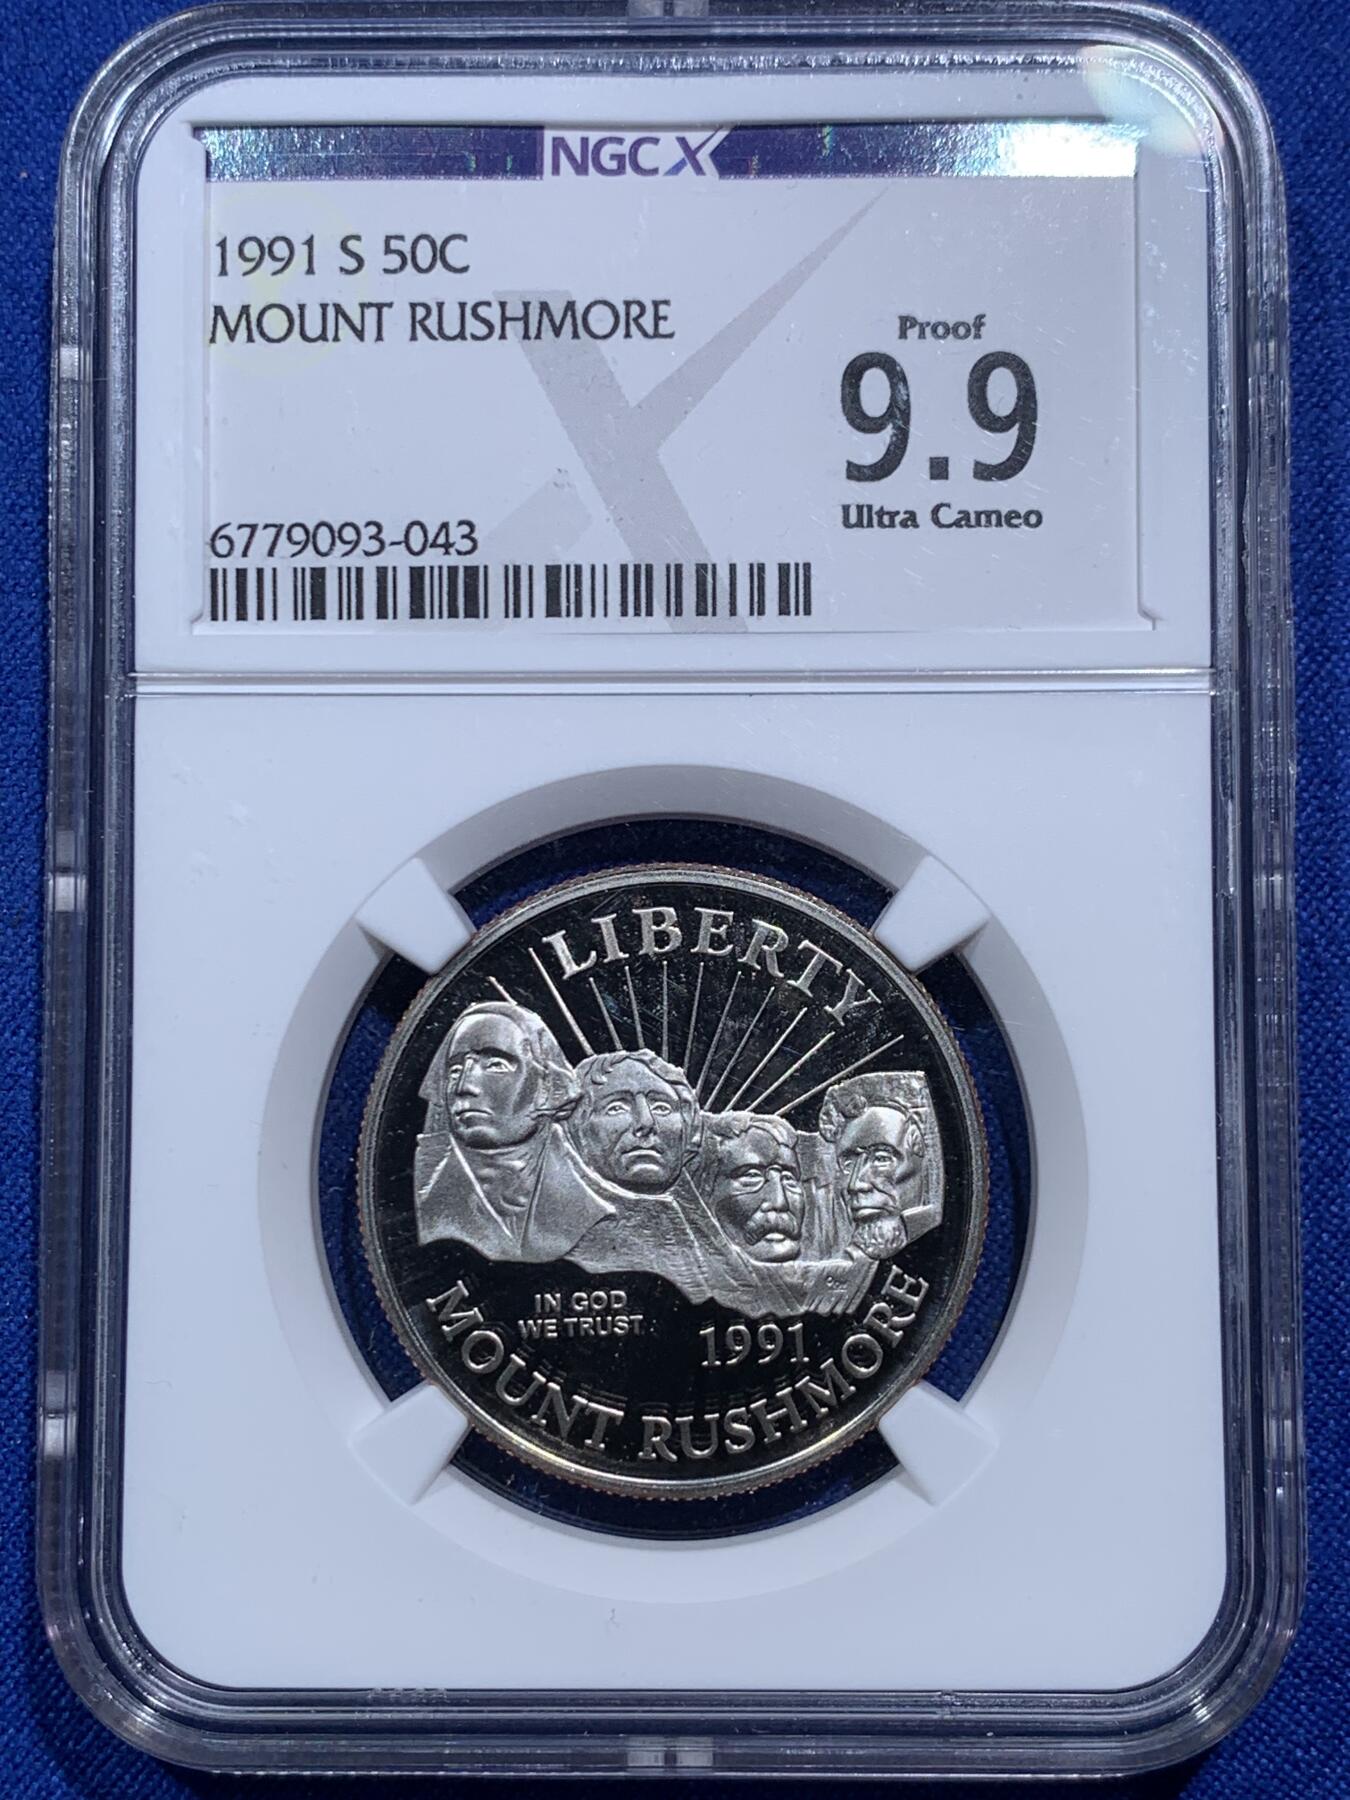 NGCX
1991 S 50C
MOUNT RUSHMORE
Proof
9.9
Ultra Cameo
6779093-043
LIBERTY
IN GOD
WE TRUST
1991
MOUNT RUSHMORE